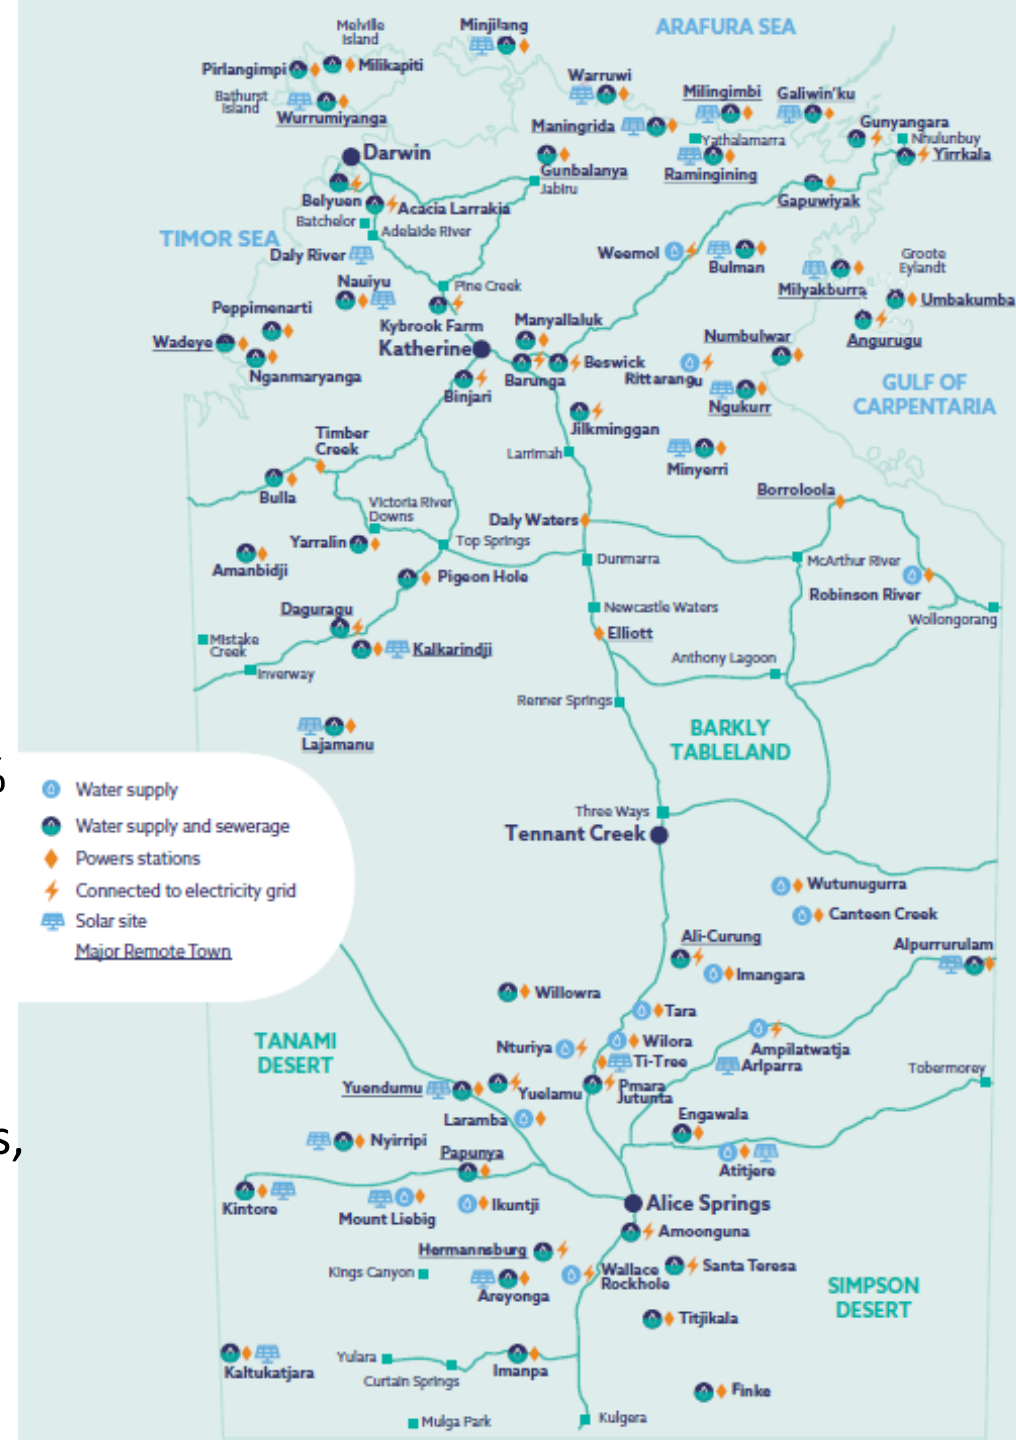 Melville
Island
Minjilang
ARAFURA SEA
Pirlangimpi
Milikapiti
Bathurst
Island
Wurrumiyanga
Warruwi
Milingimbi
Galiwin'ku
Maningrida
Yathalamarra
Gunyangara
Nhulunbuy
Yirrkala
Darwin
Gunbalanya
Jabiru
Ramingining
Gapuwiyak
Belyuen
Acacia Larrakia
Batchelor
Adelaide River
TIMOR SEA
Daly River
Weemol
Bulman
Groote
Eylandt
Milyakburra
Umbakumba
Angurugu
Nauiyu
Pine Creek
Peppimenarti
Kybrook Farm
Manyallaluk
Numbulwar
Wadeye
Katherine
Nganmaryanga
Barunga
Beswick
Rittarangu
Binjari
Ngukurr
GULF OF
CARPENTARIA
Jilkminggan
Timber
Creek
Larrimah
Minyerri
Bulla
Borroloola
Victoria River
Downs
Daly Waters
Yarralin
Top Springs
Amanbidji
Dunmarra
McArthur River
Pigeon Hole
Robinson River
Daguragu
Newcastle Waters
Wollongorang
Mistake
Creek
Elliott
Kalkarindji
Inverway
Anthony Lagoon
Renner Springs
Lajamanu
BARKLY
TABLELAND
%
Water supply
Water supply and sewerage
Powers stations
Connected to electricity grid
Solar site
Major Remote Town
Three Ways
Tennant Creek
Wutunugurra
Canteen Creek
Ali-Curung
Alpurrurulam
Imangara
Willowra
Tara
TANAMI
DESERT
Nturiya
Wilora
Ti-Tree
Ampilatwatja
Arlparra
Tobermorey
Yuendumu
Yuelamu
Pmara
Jutunta
Laramba
Engawala
s,
Nyirripi
Papunya
Atitjere
Kintore
Mount Liebig
Ikuntji
Alice Springs
Amoonguna
Hermannsburg
Kings Canyon
Areyonga
Wallace
Rockhole
Santa Teresa
SIMPSON
DESERT
Titjikala
Kaltukatjara
Yulara
Curtain Springs
Imanpa
Finke
Mulga Park
Kulgera